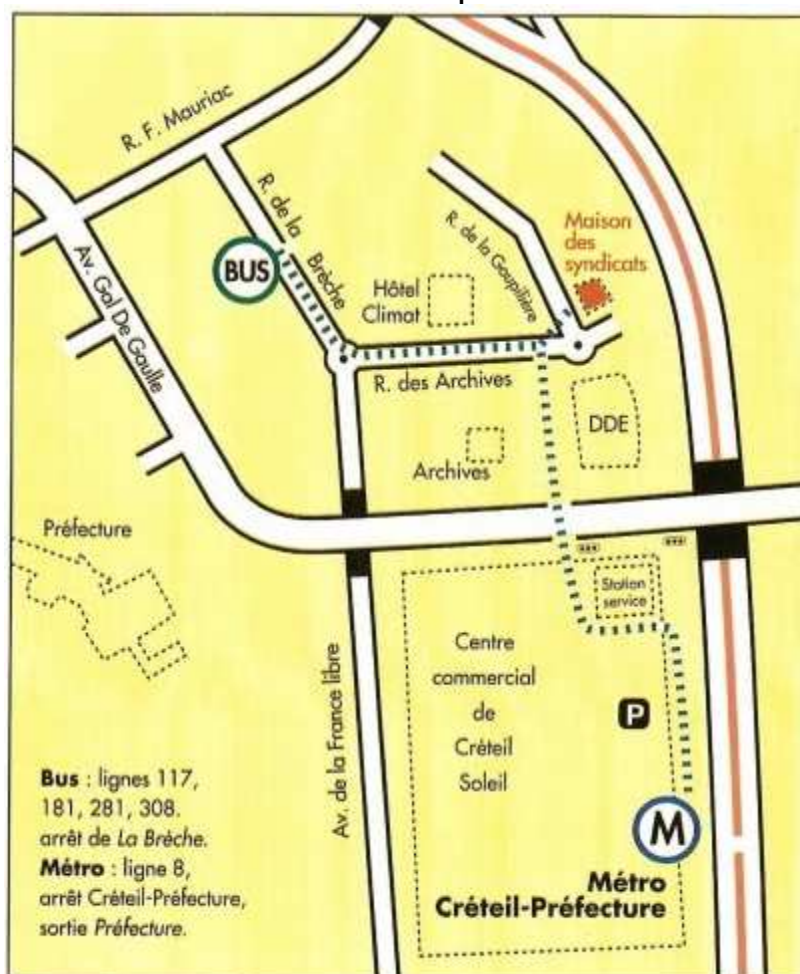 R. F. Mauriac
R. de la Brèche
R. de la Goupilière
Maison
des
syndicats
BUS
Av. Gal De Gaulle
Hôtel
Climat
R. des Archives
DDE
Archives
Préfecture
Station
service
Centre
commercial
de
Créteil
Soleil
P
Av. de la France libre
Bus : lignes 117,
181, 281, 308.
arrêt de La Brèche.
Métro : ligne 8,
arrêt Créteil-Préfecture,
sortie Préfecture.
M
Métro
Créteil-Préfecture